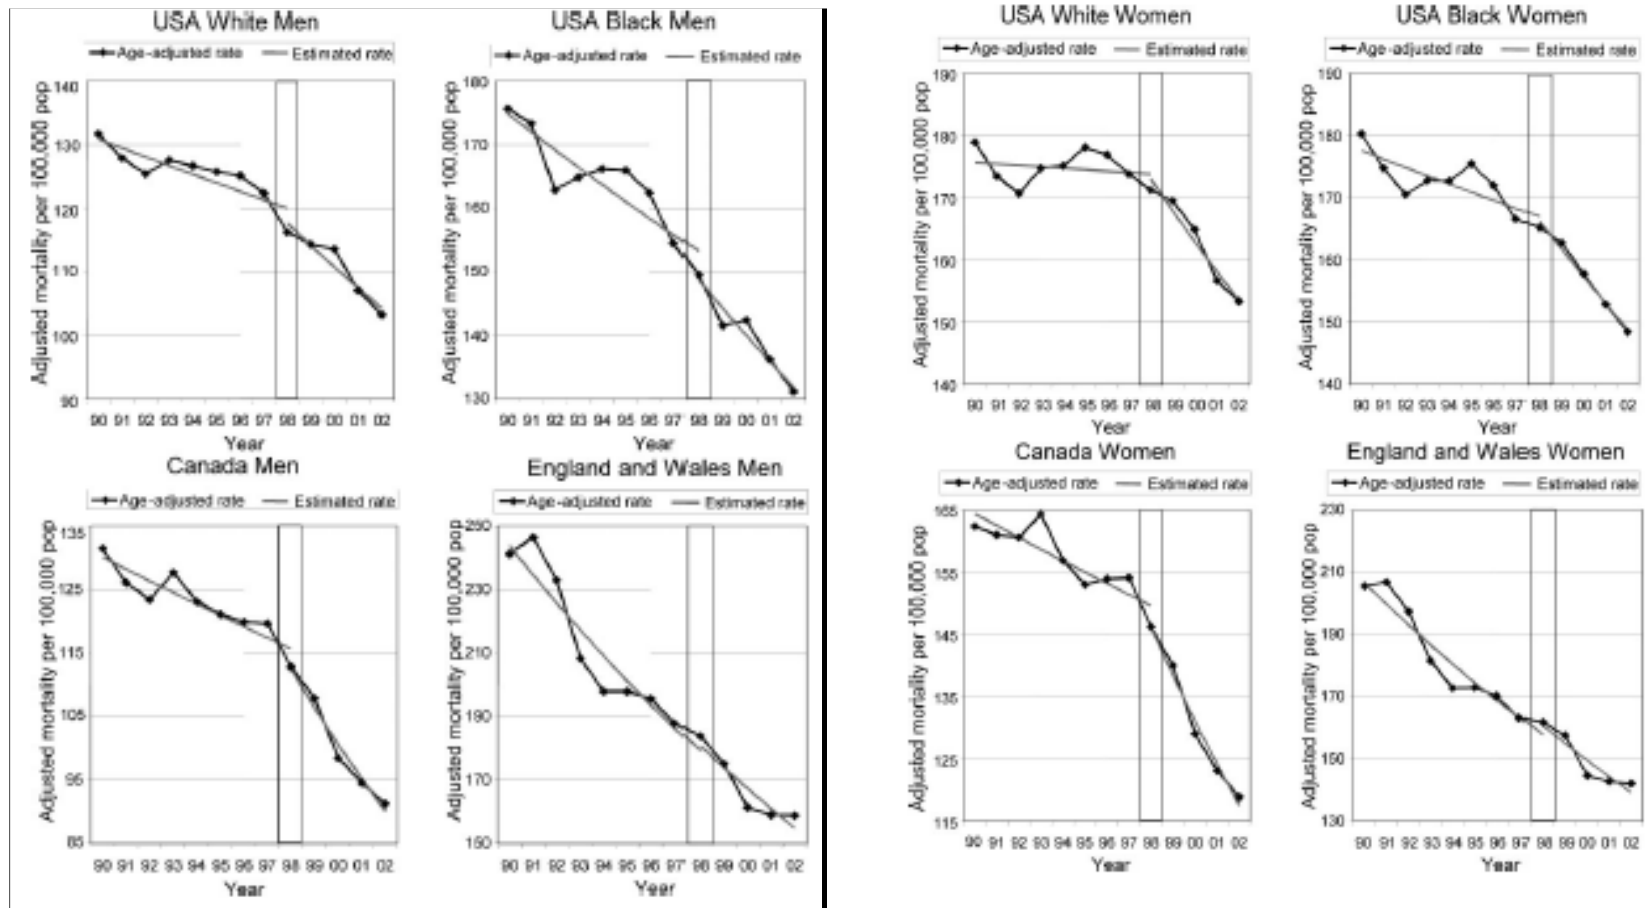 USA White Men
Age-adjusted rate Estimated rate
Adjusted mortality per 100,000 pop
140
130
120
110
100
90
90 91 92 93 94 95 96 97 98 99 00 01 02
Year
USA Black Men
Age-adjusted rate Estimated rate
Adjusted mortality per 100,000 pop
180
170
160
150
140
130
90 91 92 93 94 95 96 97 98 99 00 01 02
Year
USA White Women
Age-adjusted rate Estimated rate
Adjusted mortality per 100,000 pop
190
180
170
160
150
140
90 91 92 93 94 95 96 97 98 99 00 01 02
Year
USA Black Women
Age-adjusted rate Estimated rate
Adjusted mortality per 100,000 pop
190
180
170
160
150
140
90 91 92 93 94 95 96 97 98 99 00 01 02
Year
Canada Men
Age-adjusted rate Estimated rate
Adjusted mortality per 100,000 pop
135
125
115
105
95
85
90 91 92 93 94 95 96 97 98 99 00 01 02
Year
England and Wales Men
Age-adjusted rate Estimated rate
Adjusted mortality per 100,000 pop
250
230
210
190
170
150
90 91 92 93 94 95 96 97 98 99 00 01 02
Year
Canada Women
Age-adjusted rate Estimated rate
Adjusted mortality per 100,000 pop
165
155
145
135
125
115
90 91 92 93 94 95 96 97 98 99 00 01 02
Year
England and Wales Women
Age-adjusted rate Estimated rate
Adjusted mortality per 100,000 pop
230
210
190
170
150
130
90 91 92 93 94 95 96 97 98 99 00 01 02
Year